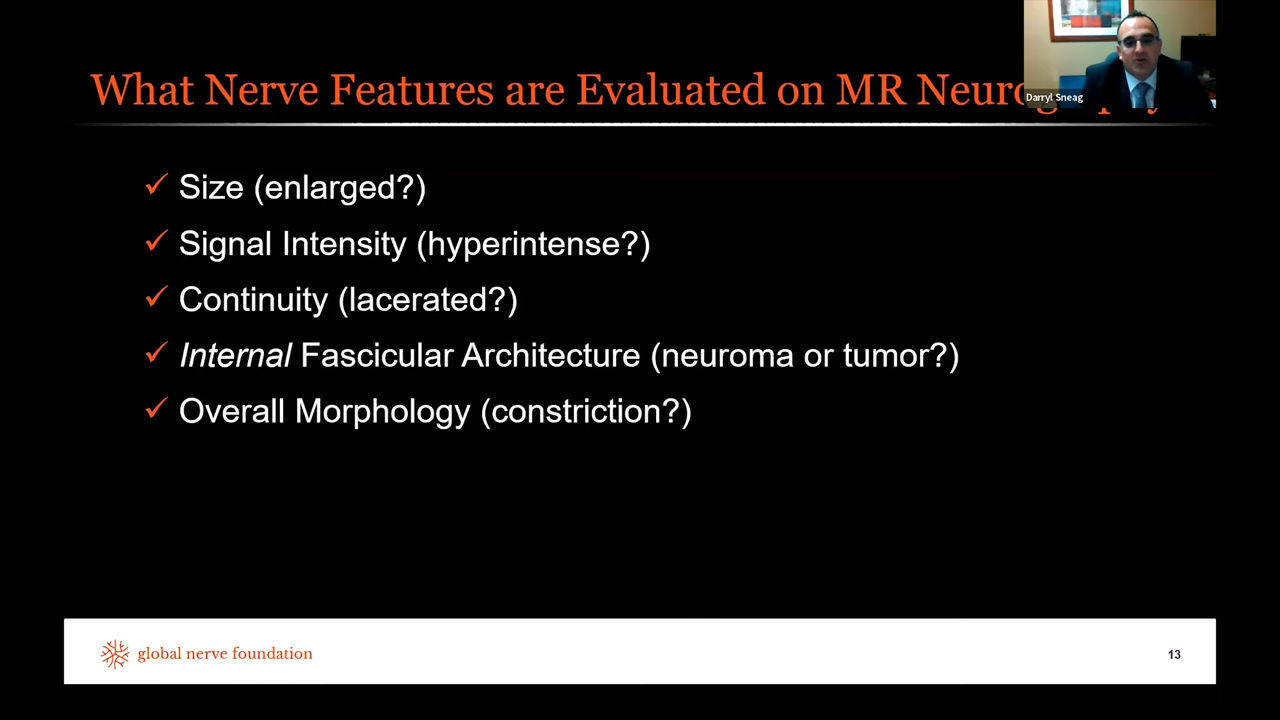 What Nerve Features are Evaluated on MR
Darryl Sneag
✓ Size (enlarged?)
✓ Signal Intensity (hyperintense?)
✓ Continuity (lacerated?)
✓ Internal Fascicular Architecture (neuroma or tumor?)
✓ Overall Morphology (constriction?)
global nerve foundation
13